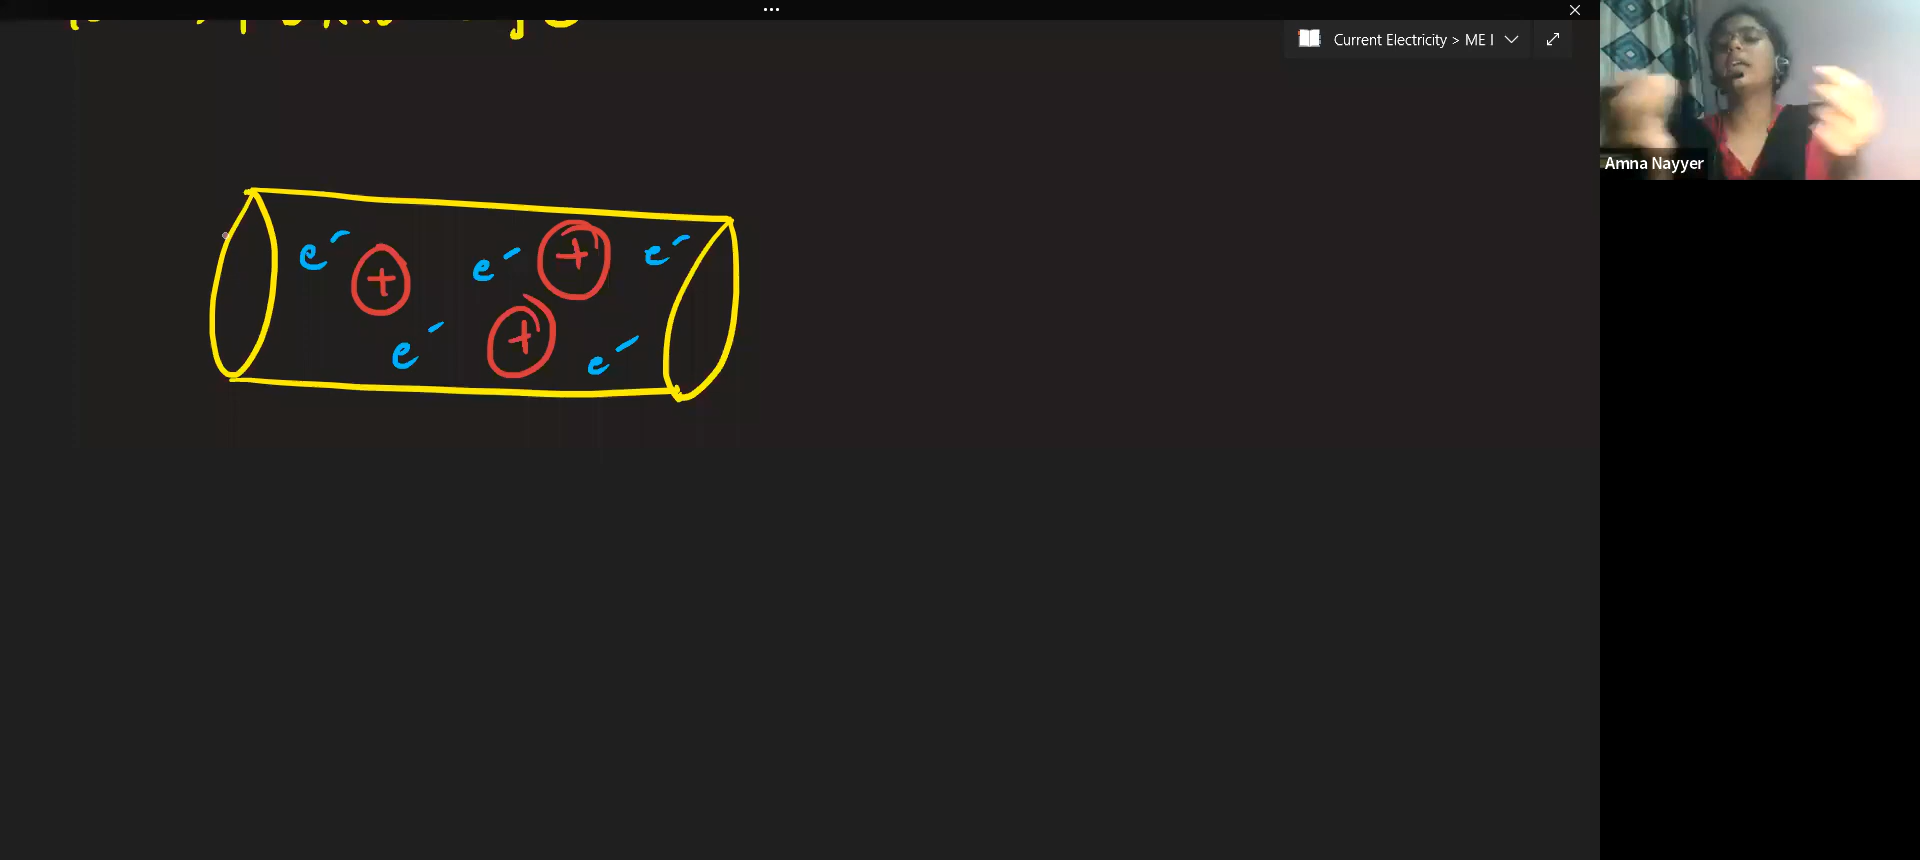 Current Electricity > ME I
Amna Nayyer
e⁻ + e⁻ + e⁻
e⁻ + e⁻